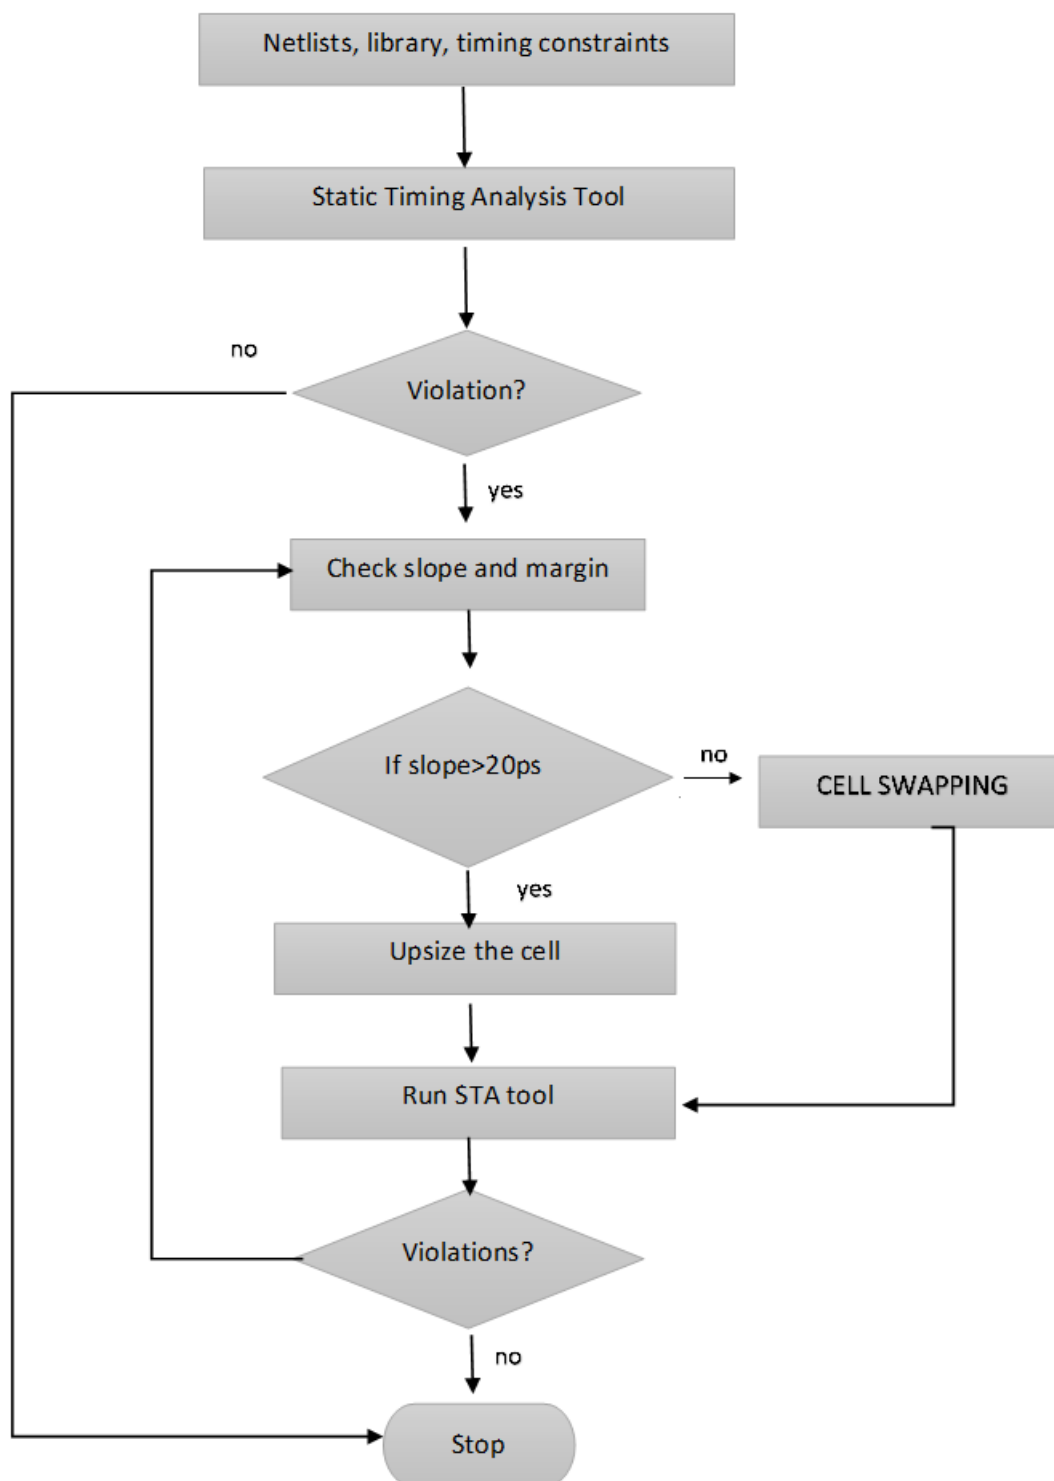 Netlists, library, timing constraints
Static Timing Analysis Tool
no
Violation?
yes
Check slope and margin
If slope>20ps
no
CELL SWAPPING
yes
Upsize the cell
Run STA tool
Violations?
no
Stop